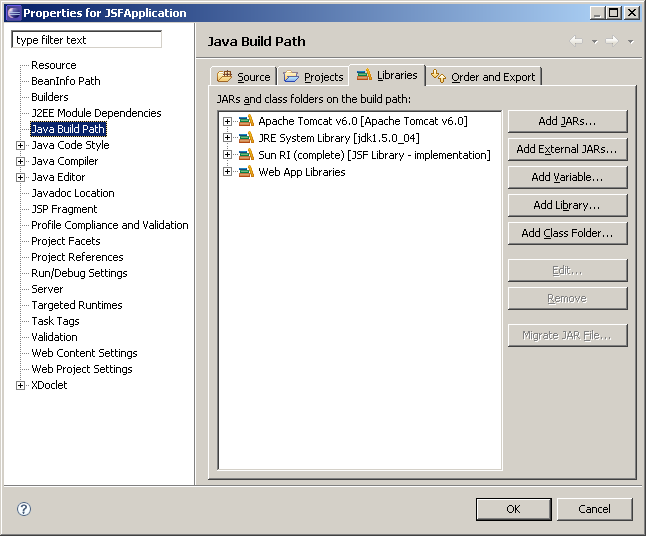 Properties for JSFApplication
type filter text
Resource
BeanInfo Path
Builders
J2EE Module Dependencies
Java Build Path
Java Code Style
Java Compiler
Java Editor
Javadoc Location
JSP Fragment
Profile Compliance and Validation
Project Facets
Project References
Run/Debug Settings
Server
Targeted Runtimes
Task Tags
Validation
Web Content Settings
Web Project Settings
XDoclet
Java Build Path
Source Projects Libraries Order and Export
JARs and class folders on the build path:
Apache Tomcat v6.0 [Apache Tomcat v6.0]
JRE System Library [jdk1.5.0_04]
Sun RI (complete) [JSF Library - implementation]
Web App Libraries
Add JARs...
Add External JARs...
Add Variable...
Add Library...
Add Class Folder...
Edit...
Remove
Migrate JAR File...
OK Cancel